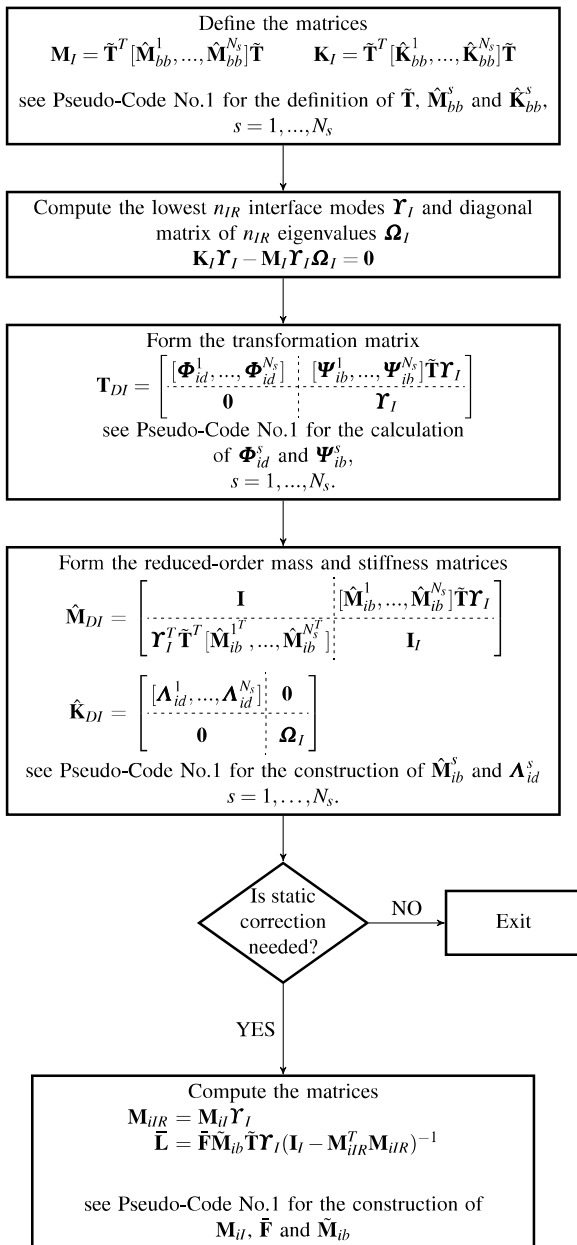 Define the matrices
M_I = T̃^T [M̂_bb^1, ..., M̂_bb^{N_s}] T̃    K_I = T̃^T [K̂_bb^1, ..., K̂_bb^{N_s}] T̃
see Pseudo-Code No.1 for the definition of T̃, M̂_bb^s and K̂_bb^s,
s = 1, ..., N_s
Compute the lowest n_IR interface modes ϒ_I and diagonal
matrix of n_IR eigenvalues Ω_I
K_I ϒ_I − M_I ϒ_I Ω_I = 0
Form the transformation matrix
T_DI = [ [Φ_id^1, ..., Φ_id^{N_s}]  [Ψ_ib^1, ..., Ψ_ib^{N_s}] T̃ ϒ_I
0  ϒ_I ]
see Pseudo-Code No.1 for the calculation
of Φ_id^s and Ψ_ib^s,
s = 1, ..., N_s.
Form the reduced-order mass and stiffness matrices
M̂_DI = [ I  [M̂_ib^1, ..., M̂_ib^{N_s}] T̃ ϒ_I
ϒ_I^T T̃^T [M̂_ib^{1^T}, ..., M̂_ib^{N_s^T}]  I_I ]
K̂_DI = [ [Λ_id^1, ..., Λ_id^{N_s}]  0
0  Ω_I ]
see Pseudo-Code No.1 for the construction of M̂_ib^s and Λ_id^s
s = 1, ..., N_s.
Is static
correction
needed?
NO
Exit
YES
Compute the matrices
M_iIR = M_iI ϒ_I
L̄ = F̄ M̃_ib T̃ ϒ_I (I_I − M_iIR^T M_iIR)^{−1}
see Pseudo-Code No.1 for the construction of
M_iI, F̄ and M̃_ib